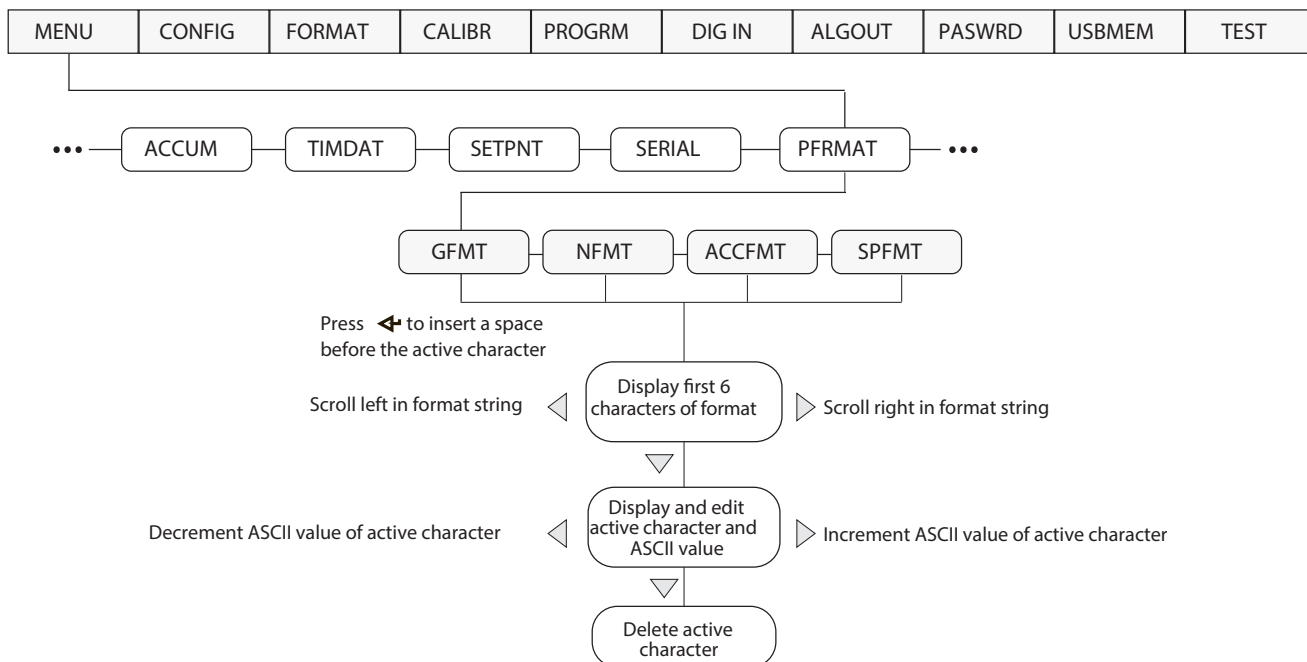 MENU CONFIG FORMAT CALIBR PROGRM DIG IN ALGOUT PASWRD USBMEM TEST
••• ACCUM TIMDAT SETPNT SERIAL PFRMAT •••
GFMT NFMT ACCFMT SPFMT
Press to insert a space
before the active character
Display first 6
characters of format
Scroll left in format string
Scroll right in format string
Display and edit
active character and
ASCII value
Decrement ASCII value of active character
Increment ASCII value of active character
Delete active
character